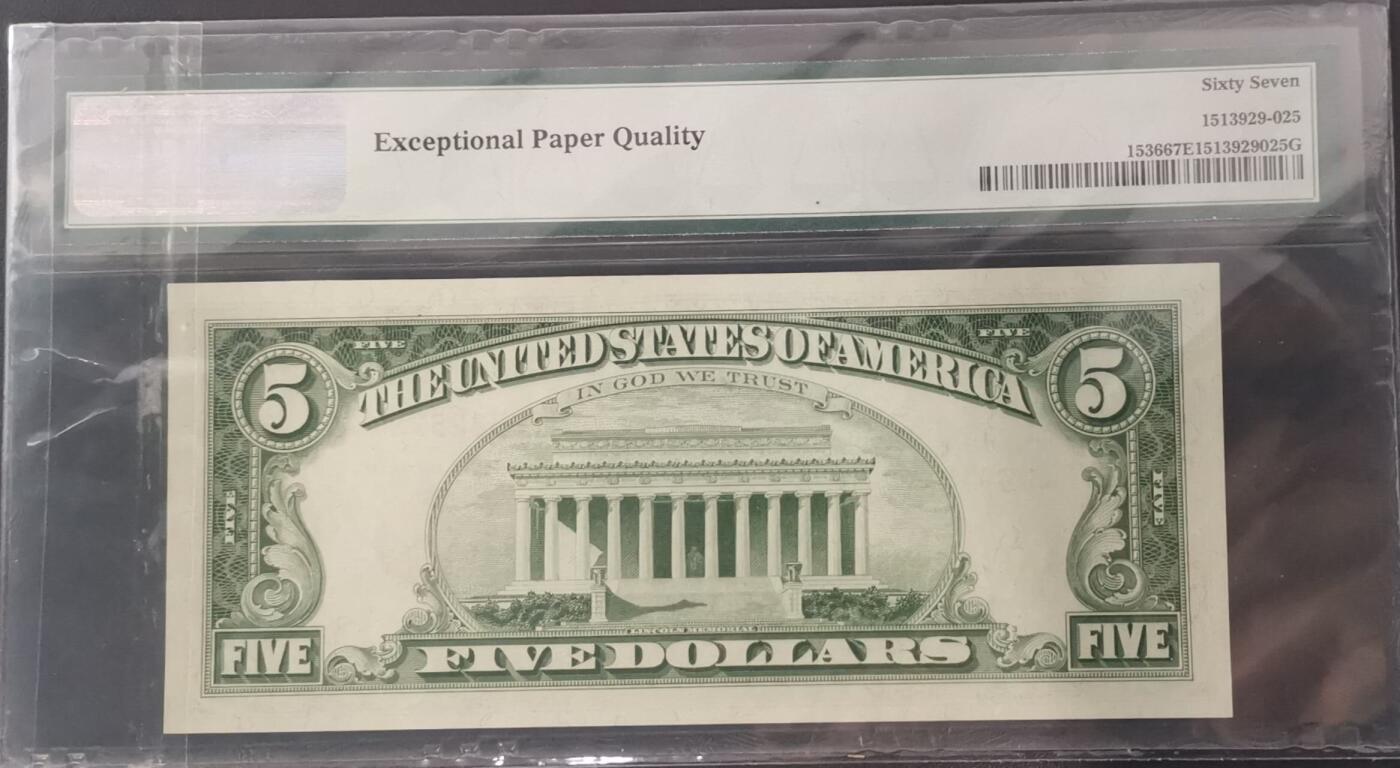 Sixty Seven
1513929-025
Exceptional Paper Quality
153667E1513929025G
FIVE
FIVE
THE UNITED STATES OF AMERICA
5
5
IN GOD WE TRUST
FIVE
FIVE
LINCOLN MEMORIAL
FIVE
FIVE DOLLARS
FIVE